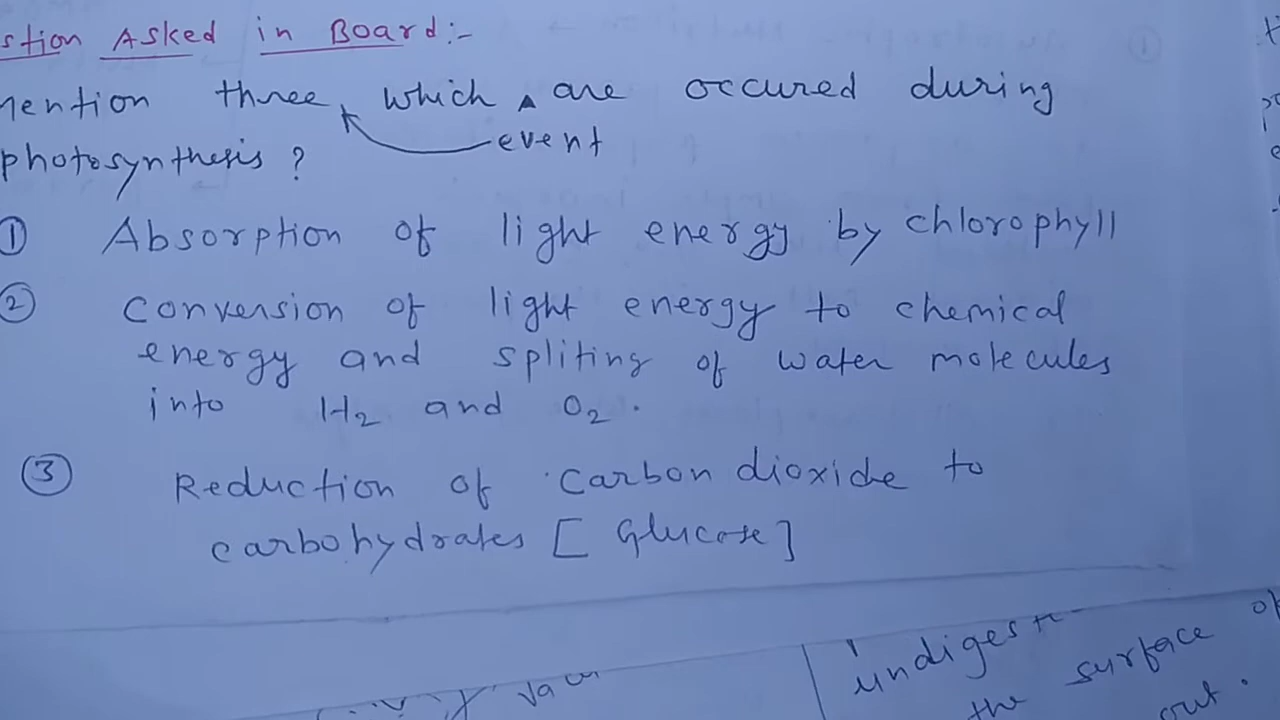 stion Asked in Board:-
mention three which are occured during
event
photosynthesis ?
① Absorption of light energy by chlorophyll
② Conversion of light energy to chemical
energy and spliting of water molecules
into H₂ and O₂.
③ Reduction of carbon dioxide to
carbohydrates [ Glucose ]
undigest
the surface of
out.